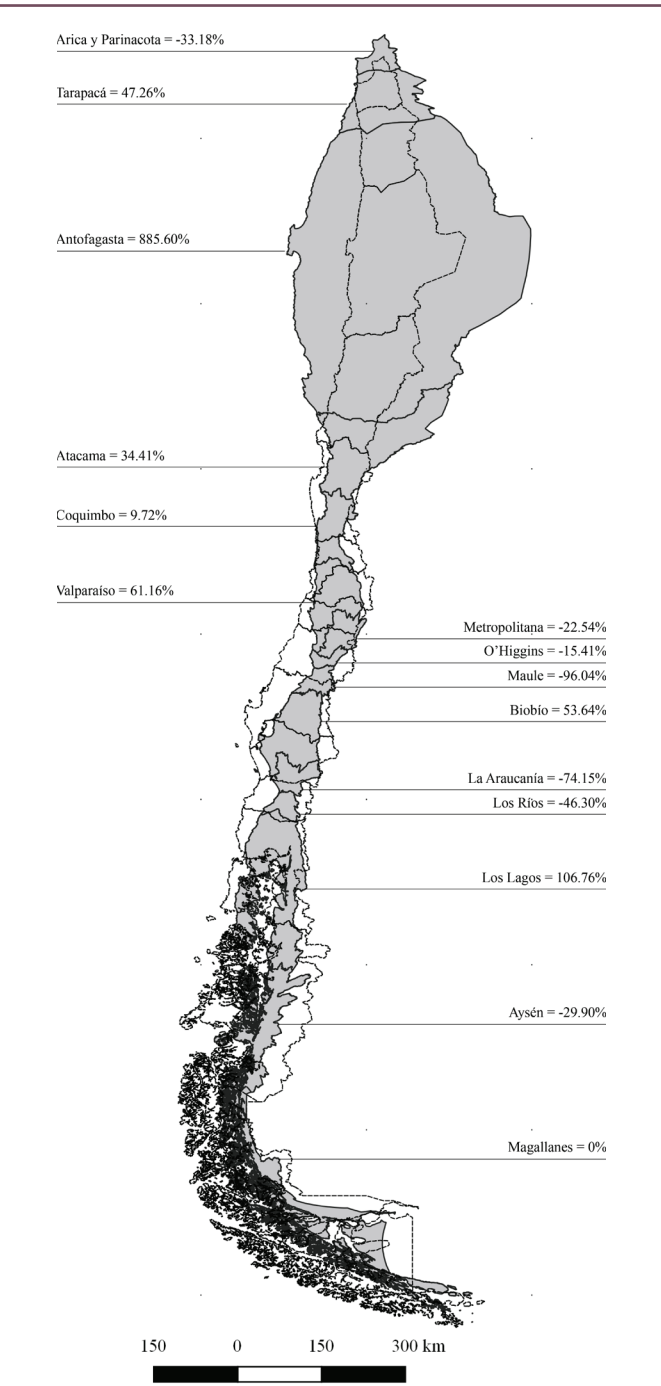 Arica y Parinacota = -33.18%
Tarapacá = 47.26%
Antofagasta = 885.60%
Atacama = 34.41%
Coquimbo = 9.72%
Valparaíso = 61.16%
Metropolitana = -22.54%
O’Higgins = -15.41%
Maule = -96.04%
Biobío = 53.64%
La Araucanía = -74.15%
Los Ríos = -46.30%
Los Lagos = 106.76%
Aysén = -29.90%
Magallanes = 0%
150 0 150 300 km